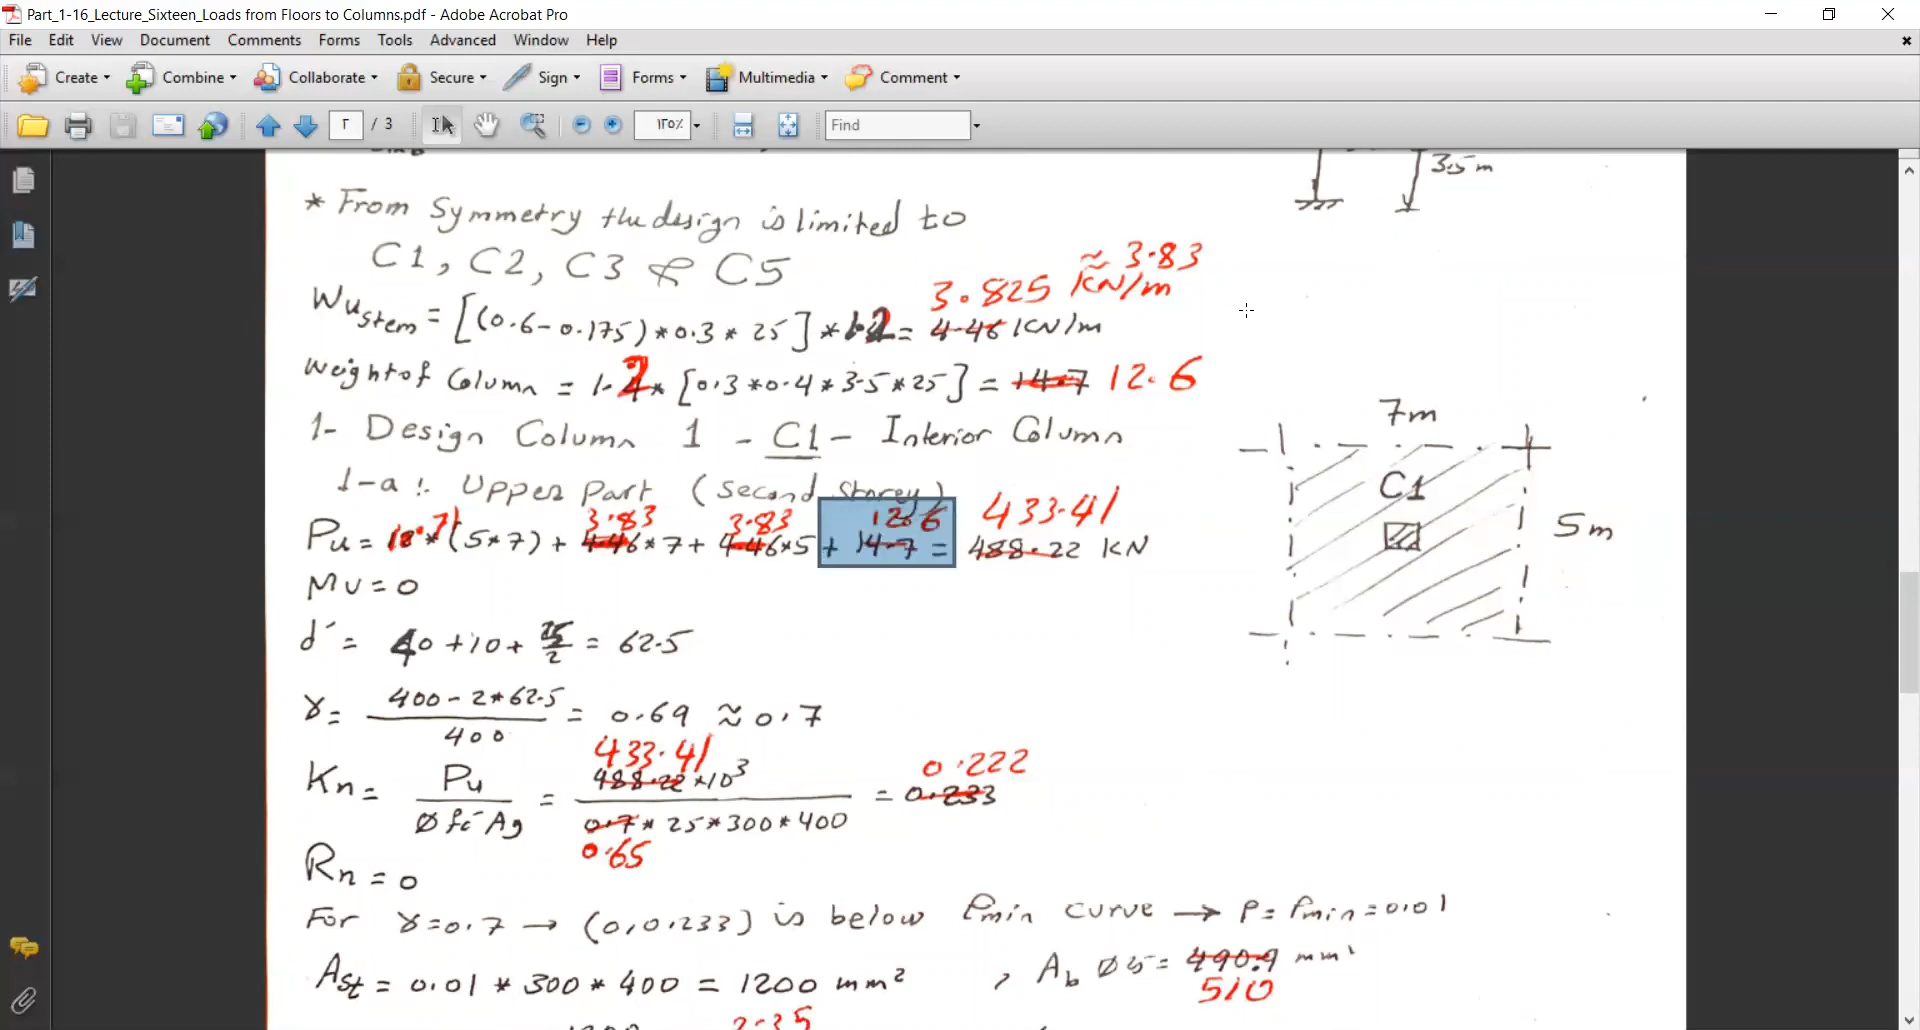 Part_1-16_Lecture_Sixteen_Loads from Floors to Columns.pdf - Adobe Acrobat Pro
File Edit View Document Comments Forms Tools Advanced Window Help
Create Combine Collaborate Secure Sign Forms Multimedia Comment
٢ / 3 ١٢٥٪ Find
3.5 m
* From Symmetry the design is limited to
C1, C2, C3 & C5
≈ 3.83
3.825 KN/m
Wu stem = [(0.6-0.175)*0.3*25]*1.2 = 4.46 KN/m
weight of Column = 1.2* [0.3*0.4*3.5*25] = 14.7 12.6
1- Design Column 1 - C1 - Interior Column
1-a: Upper Part (Second Storey)
3.83 3.83 12.6 433.41
Pu = 10.71*(5*7) + 4.46*7 + 4.46*5 + 14.7 = 488.22 KN
Mu = 0
d′ = 40 + 10 + 25/2 = 62.5
γ = (400 - 2*62.5)/400 = 0.69 ≈ 0.7
433.41 0.222
Kn = Pu/(Ø fc′ Ag) = 488.22*10³/(0.7*25*300*400) = 0.233
0.65
Rn = 0
For γ=0.7 → (0,0.233) is below ρmin curve → ρ = ρmin = 0.01
Ast = 0.01 * 300 * 400 = 1200 mm² , Ab Ø25 = 490.9 mm²
510
2.35
7m
C1
5m